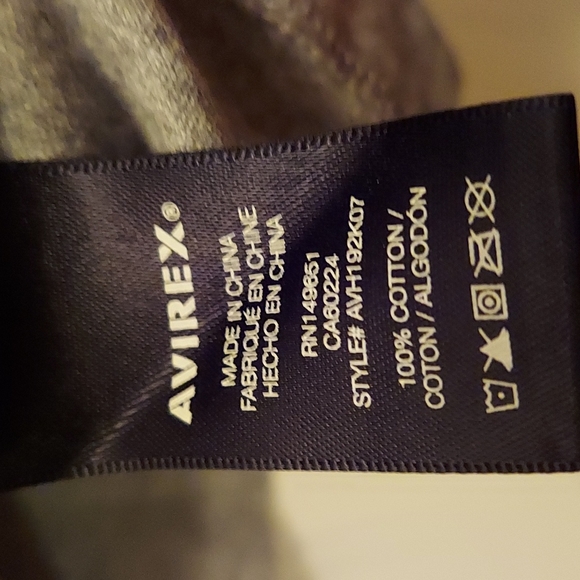 AVIREX®
MADE IN CHINA
FABRIQUÉ EN CHINE
HECHO EN CHINA
RN149651
CA60224
STYLE# AVH192K07
100% COTTON /
COTON / ALGODÓN